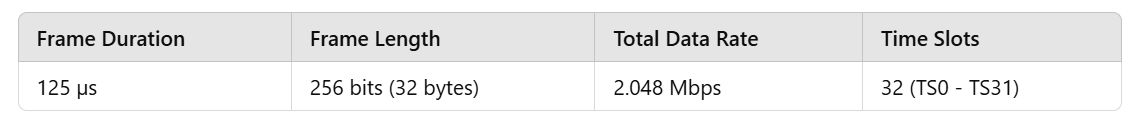 Frame Duration Frame Length Total Data Rate Time Slots
125 µs 256 bits (32 bytes) 2.048 Mbps 32 (TS0 - TS31)